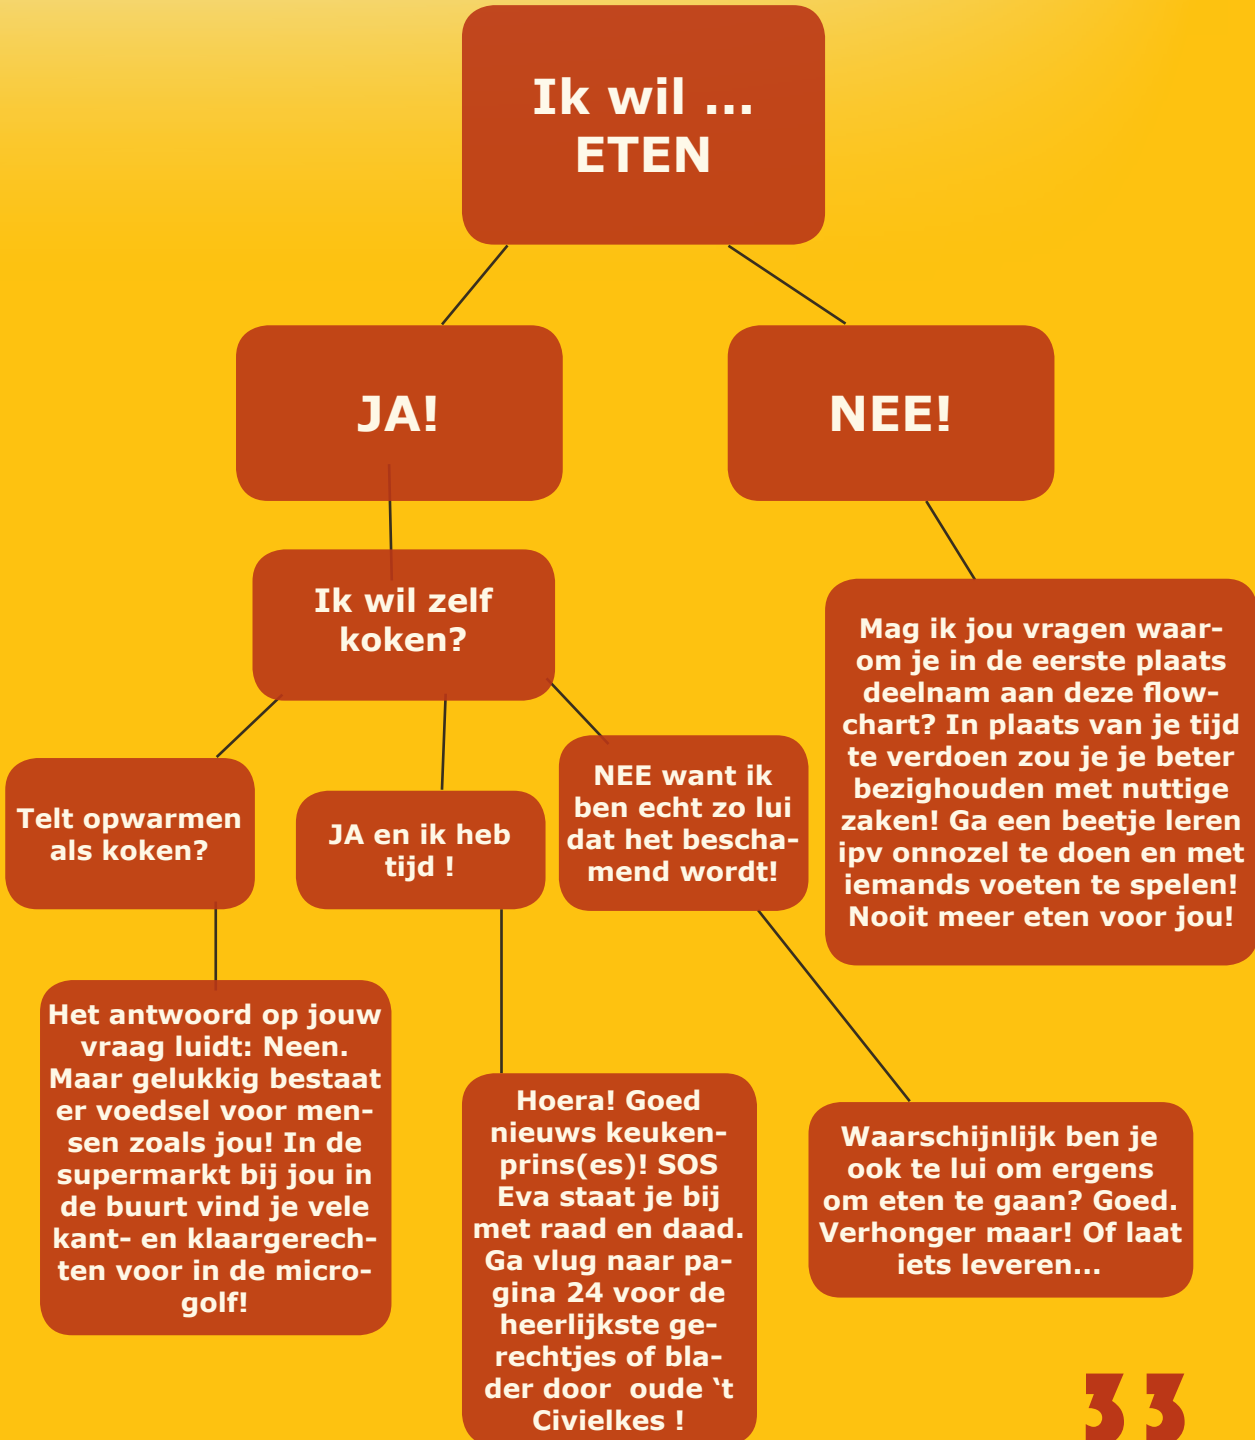 Ik wil ...
ETEN
JA!
NEE!
Ik wil zelf
koken?
Telt opwarmen
als koken?
JA en ik heb
tijd !
NEE want ik
ben echt zo lui
dat het bescha-
mend wordt!
Mag ik jou vragen waar-
om je in de eerste plaats
deelnam aan deze flow-
chart? In plaats van je tijd
te verdoen zou je je beter
bezighouden met nuttige
zaken! Ga een beetje leren
ipv onnozel te doen en met
iemands voeten te spelen!
Nooit meer eten voor jou!
Het antwoord op jouw
vraag luidt: Neen.
Maar gelukkig bestaat
er voedsel voor men-
sen zoals jou! In de
supermarkt bij jou in
de buurt vind je vele
kant- en klaargerech-
ten voor in de micro-
golf!
Hoera! Goed
nieuws keuken-
prins(es)! SOS
Eva staat je bij
met raad en daad.
Ga vlug naar pa-
gina 24 voor de
heerlijkste ge-
rechtjes of bla-
der door  oude ‘t
Civielkes !
Waarschijnlijk ben je
ook te lui om ergens
om eten te gaan? Goed.
Verhonger maar! Of laat
iets leveren...
33